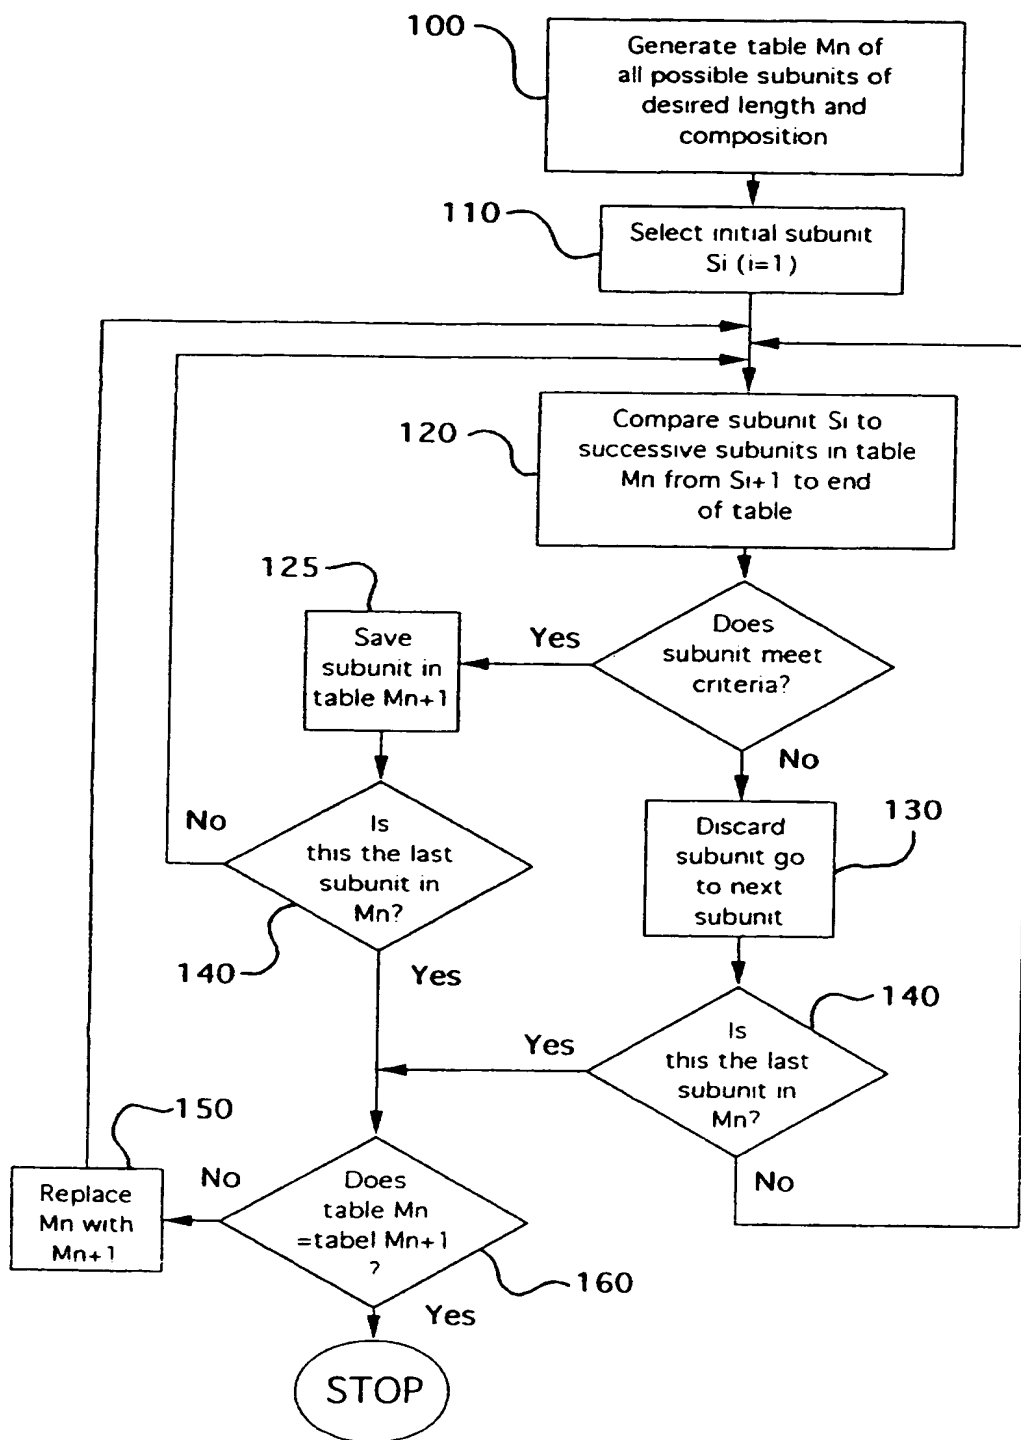 100
Generate table Mn of
all possible subunits of
desired length and
composition
110
Select initial subunit
Si (i=1)
120
Compare subunit Si to
successive subunits in table
Mn from Si+1 to end
of table
125
Save
subunit in
table Mn+1
Yes
Does
subunit meet
criteria?
No
No
Is
this the last
subunit in
Mn?
140
Yes
Discard
subunit go
to next
subunit
130
140
Yes
Is
this the last
subunit in
Mn?
No
150
Replace
Mn with
Mn+1
No
Does
table Mn
=tabel Mn+1
?
160
Yes
STOP